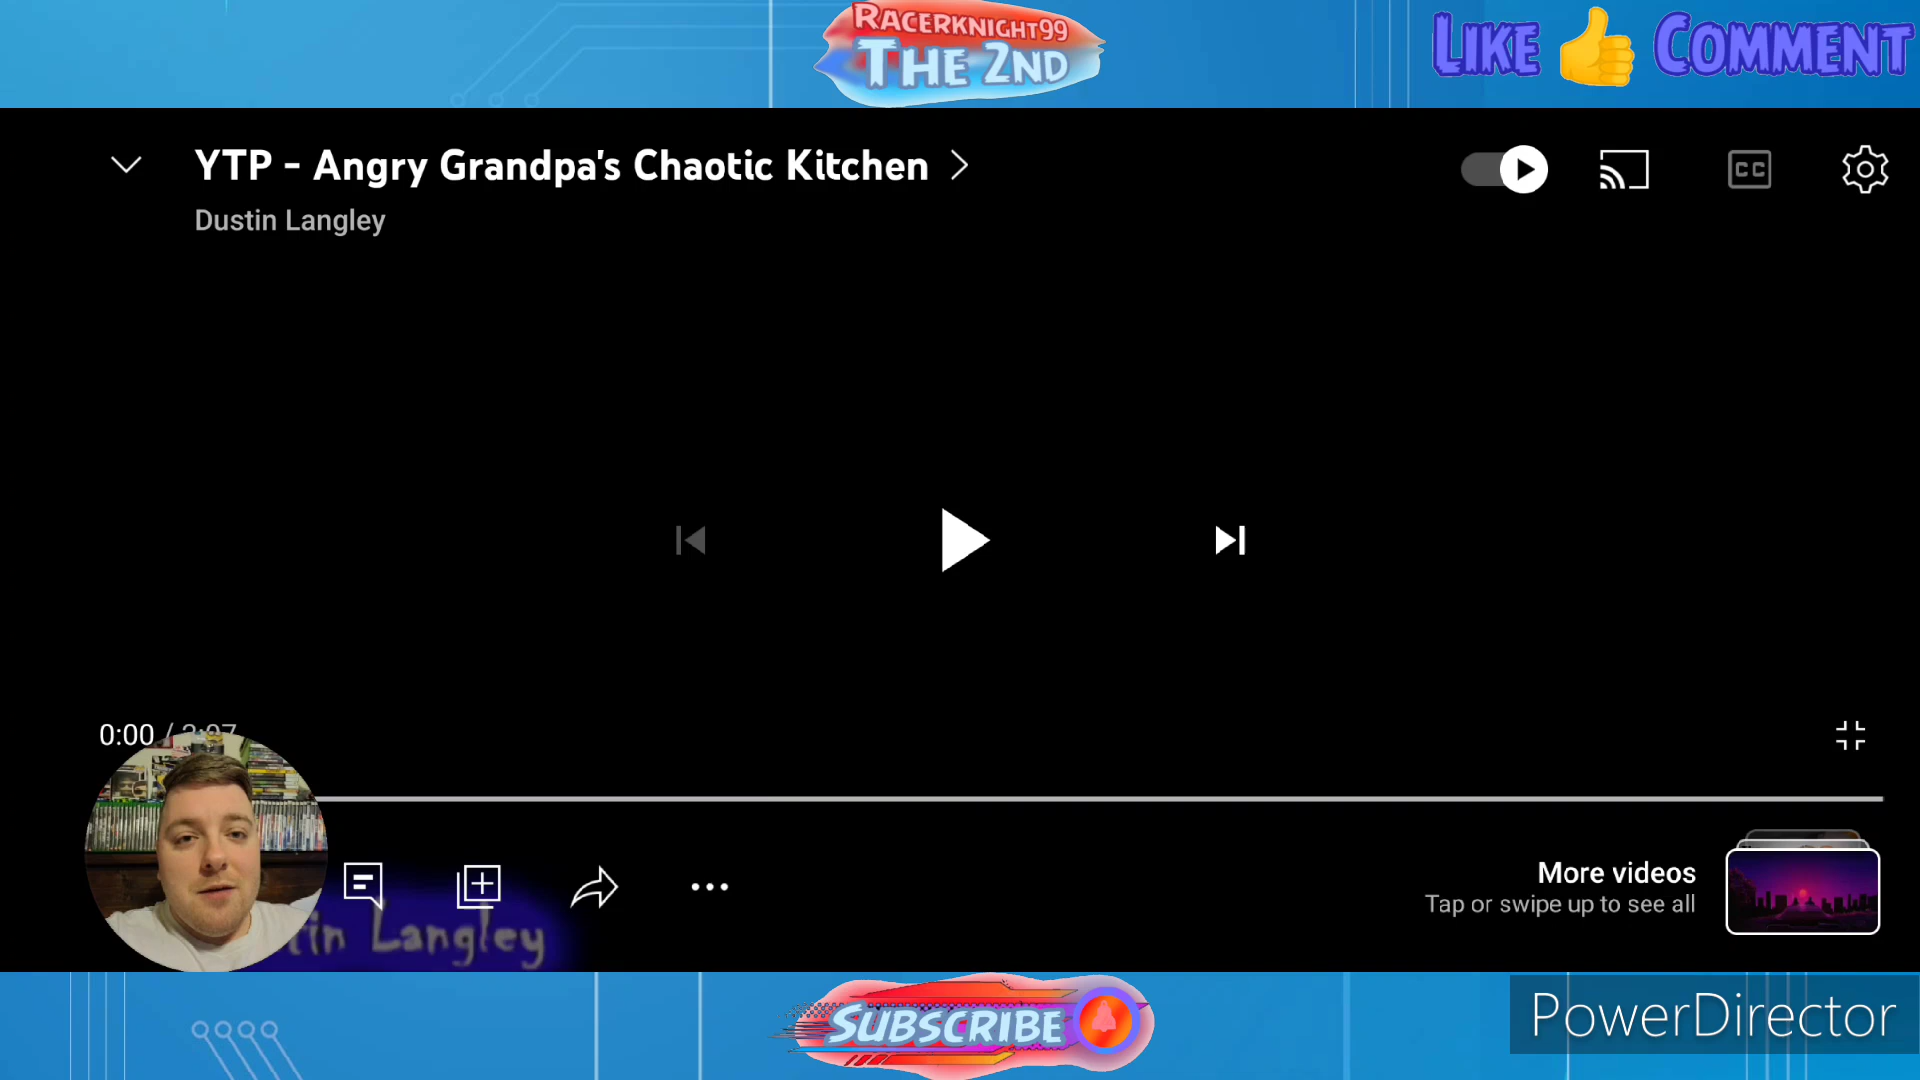 RACERKNIGHT99
THE 2ND
LIKE COMMENT
YTP - Angry Grandpa's Chaotic Kitchen
Dustin Langley
CC
0:00 /
More videos
Tap or swipe up to see all
Langley
SUBSCRIBE
PowerDirector